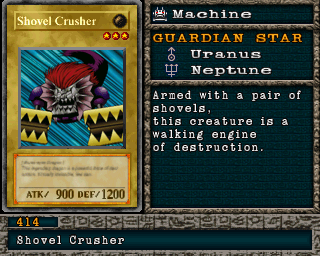 Shovel Crusher
ATK/ 900 DEF/1200
Machine
GUARDIAN STAR
Uranus
Neptune
Armed with a pair of
shovels,
this creature is a
walking engine
of destruction.
414
Shovel Crusher